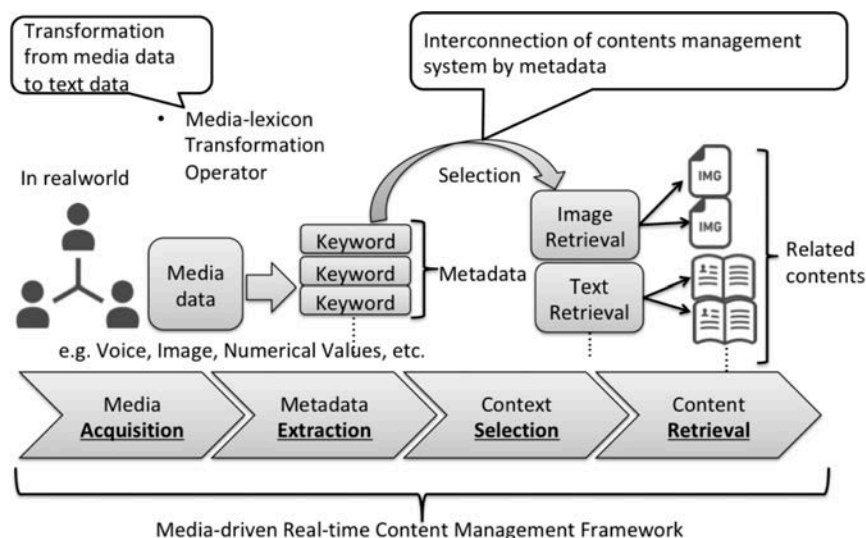 Transformation
from media data
to text data
Interconnection of contents management
system by metadata
• Media-lexicon
Transformation
Operator
In realworld
Selection
IMG
IMG
Image
Retrieval
Related
contents
Media
data
Keyword
Keyword
Keyword
Metadata
Text
Retrieval
e.g. Voice, Image, Numerical Values, etc.
Media
Acquisition
Metadata
Extraction
Context
Selection
Content
Retrieval
Media-driven Real-time Content Management Framework